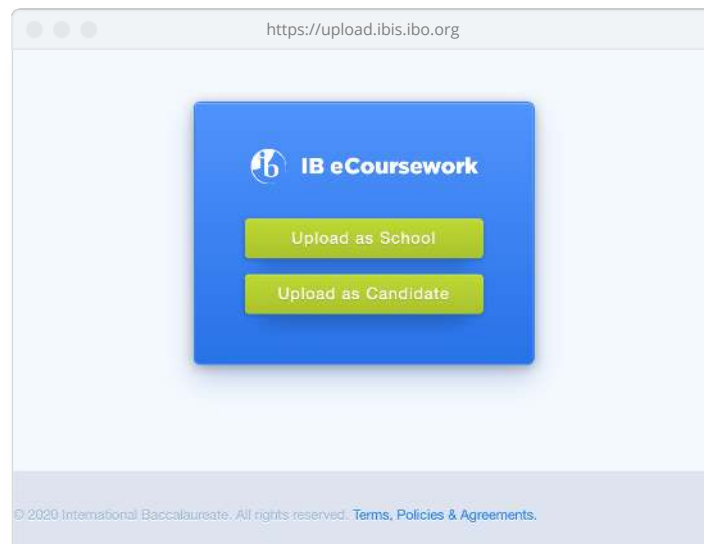 https://upload.ibis.ibo.org
ib IB eCoursework
Upload as School
Upload as Candidate
© 2020 International Baccalaureate. All rights reserved. Terms, Policies & Agreements.